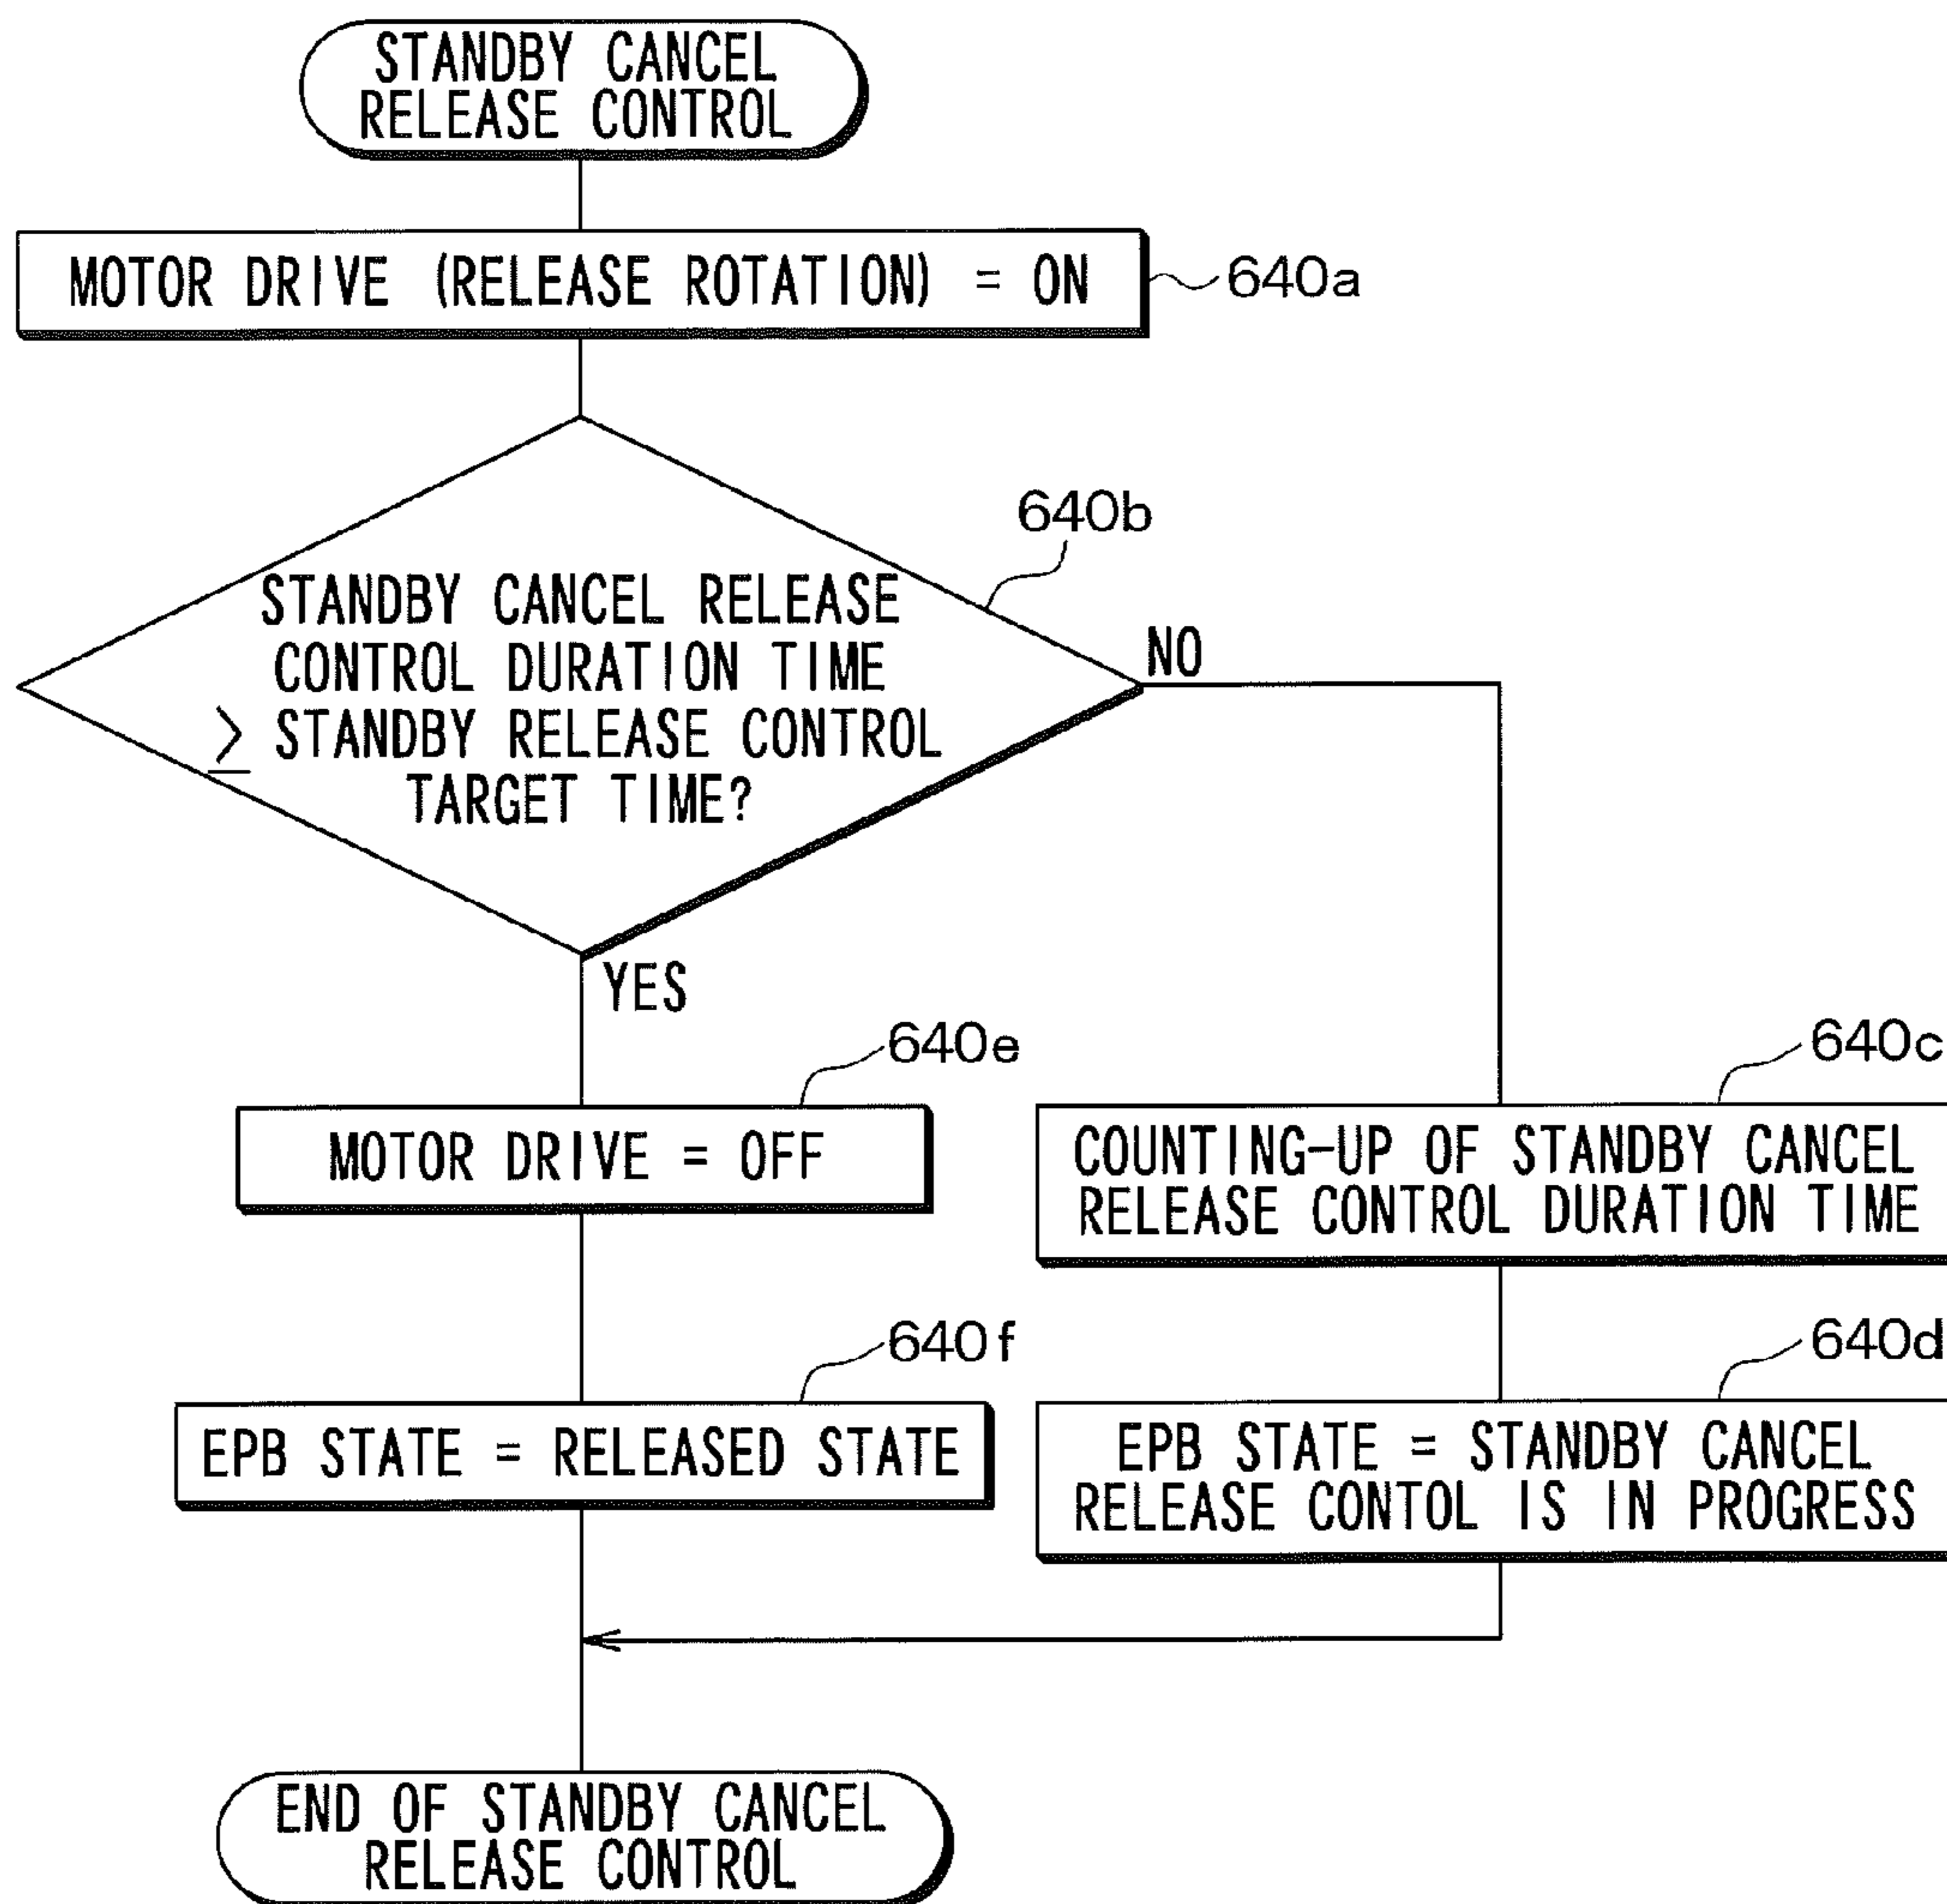 STANDBY CANCEL
RELEASE CONTROL
MOTOR DRIVE (RELEASE ROTATION) = ON
640a
640b
STANDBY CANCEL RELEASE
CONTROL DURATION TIME
≥ STANDBY RELEASE CONTROL
TARGET TIME?
NO
YES
640e
MOTOR DRIVE = OFF
640c
COUNTING-UP OF STANDBY CANCEL
RELEASE CONTROL DURATION TIME
640f
EPB STATE = RELEASED STATE
640d
EPB STATE = STANDBY CANCEL
RELEASE CONTOL IS IN PROGRESS
END OF STANDBY CANCEL
RELEASE CONTROL